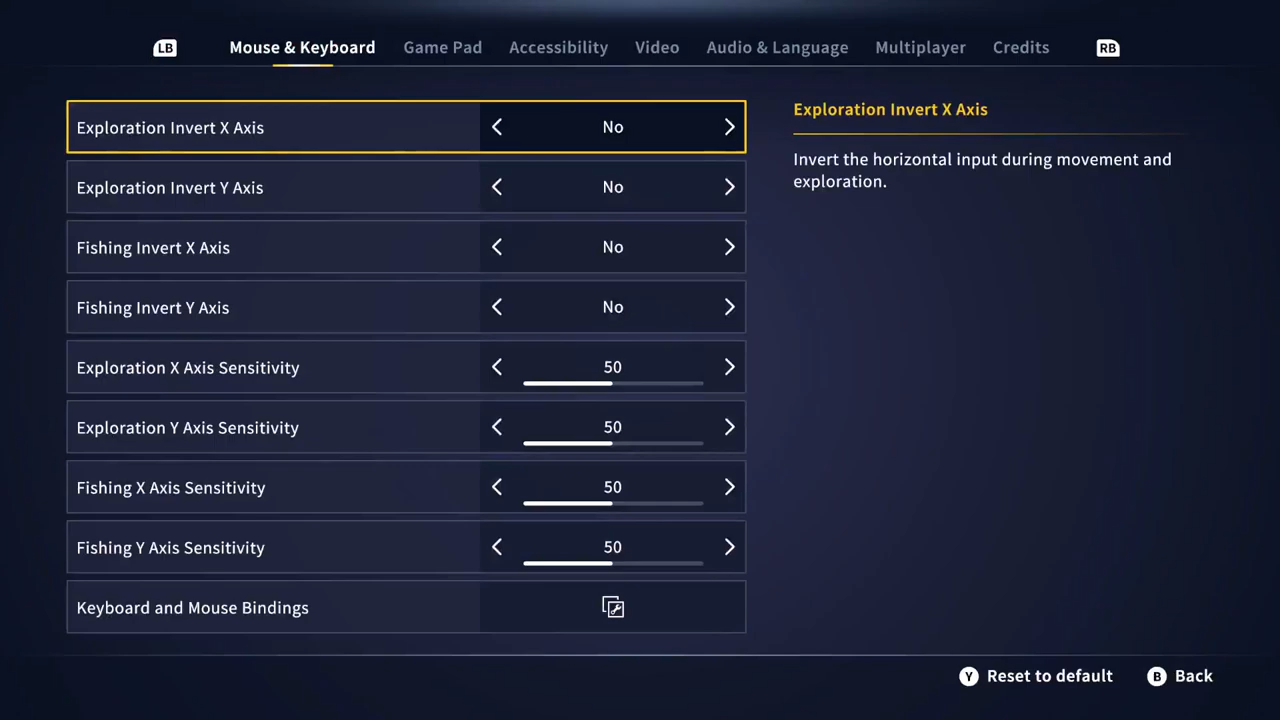 LB Mouse & Keyboard Game Pad Accessibility Video Audio & Language Multiplayer Credits RB
Exploration Invert X Axis No
Exploration Invert Y Axis No
Fishing Invert X Axis No
Fishing Invert Y Axis No
Exploration X Axis Sensitivity 50
Exploration Y Axis Sensitivity 50
Fishing X Axis Sensitivity 50
Fishing Y Axis Sensitivity 50
Keyboard and Mouse Bindings
Exploration Invert X Axis
Invert the horizontal input during movement and
exploration.
Y Reset to default B Back